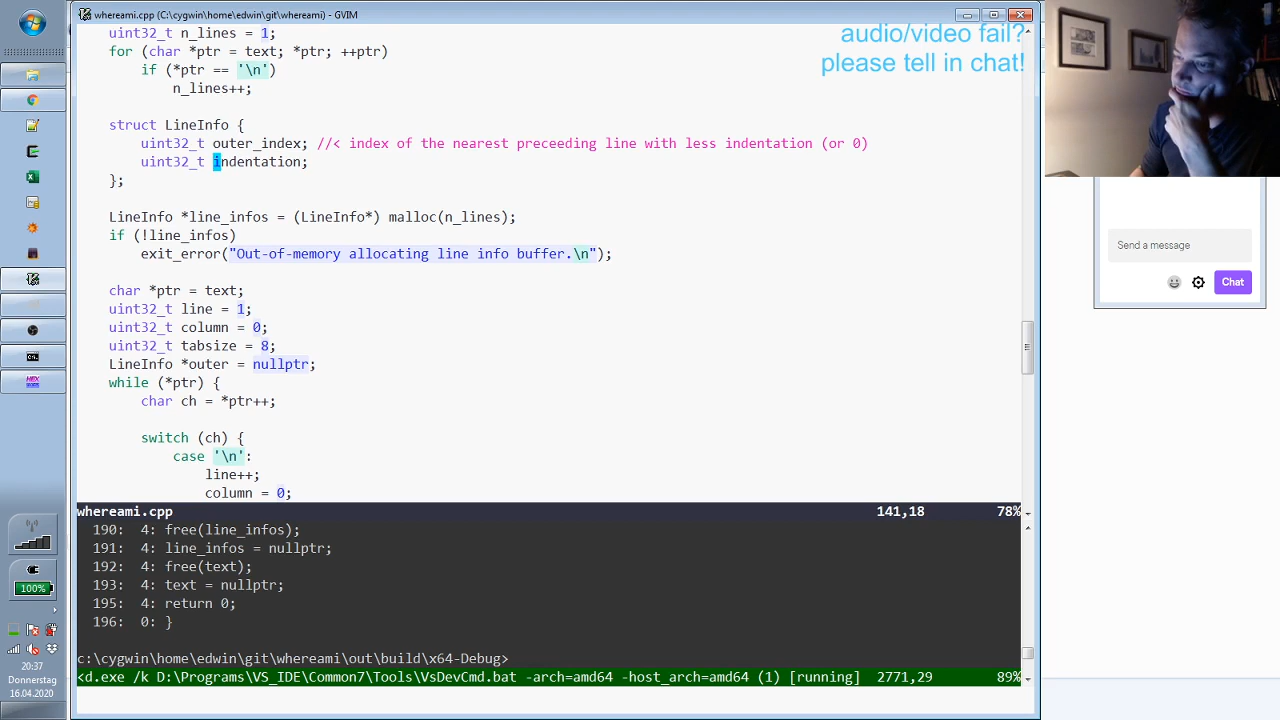 whereami.cpp (C:\cygwin\home\edwin\git\whereami) - GVIM
audio/video fail?
please tell in chat!
uint32_t n_lines = 1;
for (char *ptr = text; *ptr; ++ptr)
if (*ptr == '\n')
n_lines++;
struct LineInfo {
uint32_t outer_index; //< index of the nearest preceeding line with less indentation (or 0)
uint32_t indentation;
};
LineInfo *line_infos = (LineInfo*) malloc(n_lines);
if (!line_infos)
exit_error("Out-of-memory allocating line info buffer.\n");
char *ptr = text;
uint32_t line = 1;
uint32_t column = 0;
uint32_t tabsize = 8;
LineInfo *outer = nullptr;
while (*ptr) {
char ch = *ptr++;
switch (ch) {
case '\n':
line++;
column = 0;
whereami.cpp 141,18 78%
190: 4: free(line_infos);
191: 4: line_infos = nullptr;
192: 4: free(text);
193: 4: text = nullptr;
195: 4: return 0;
196: 0: }
c:\cygwin\home\edwin\git\whereami\out\build\x64-Debug>
<d.exe /k D:\Programs\VS_IDE\Common7\Tools\VsDevCmd.bat -arch=amd64 -host_arch=amd64 (1) [running] 2771,29 89%
Send a message
Chat
100%
20:37
Donnerstag
16.04.2020